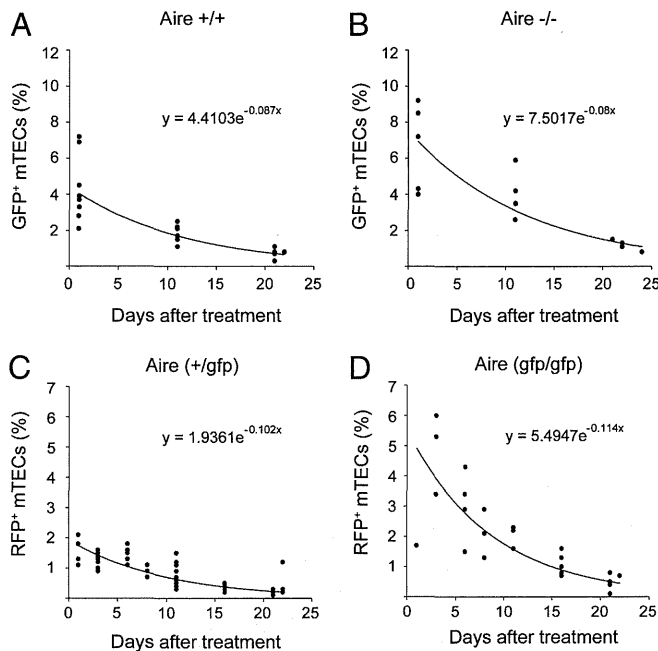 A
Aire +/+
GFP⁺ mTECs (%)
12
10
8
6
4
2
y = 4.4103e⁻⁰·⁰⁸⁷ˣ
0 5 10 15 20 25
Days after treatment
B
Aire -/-
GFP⁺ mTECs (%)
12
10
8
6
4
2
y = 7.5017e⁻⁰·⁰⁸ˣ
0 5 10 15 20 25
Days after treatment
C
Aire (+/gfp)
RFP⁺ mTECs (%)
7
6
5
4
3
2
1
y = 1.9361e⁻⁰·¹⁰²ˣ
0 5 10 15 20 25
Days after treatment
D
Aire (gfp/gfp)
RFP⁺ mTECs (%)
7
6
5
4
3
2
1
y = 5.4947e⁻⁰·¹¹⁴ˣ
0 5 10 15 20 25
Days after treatment